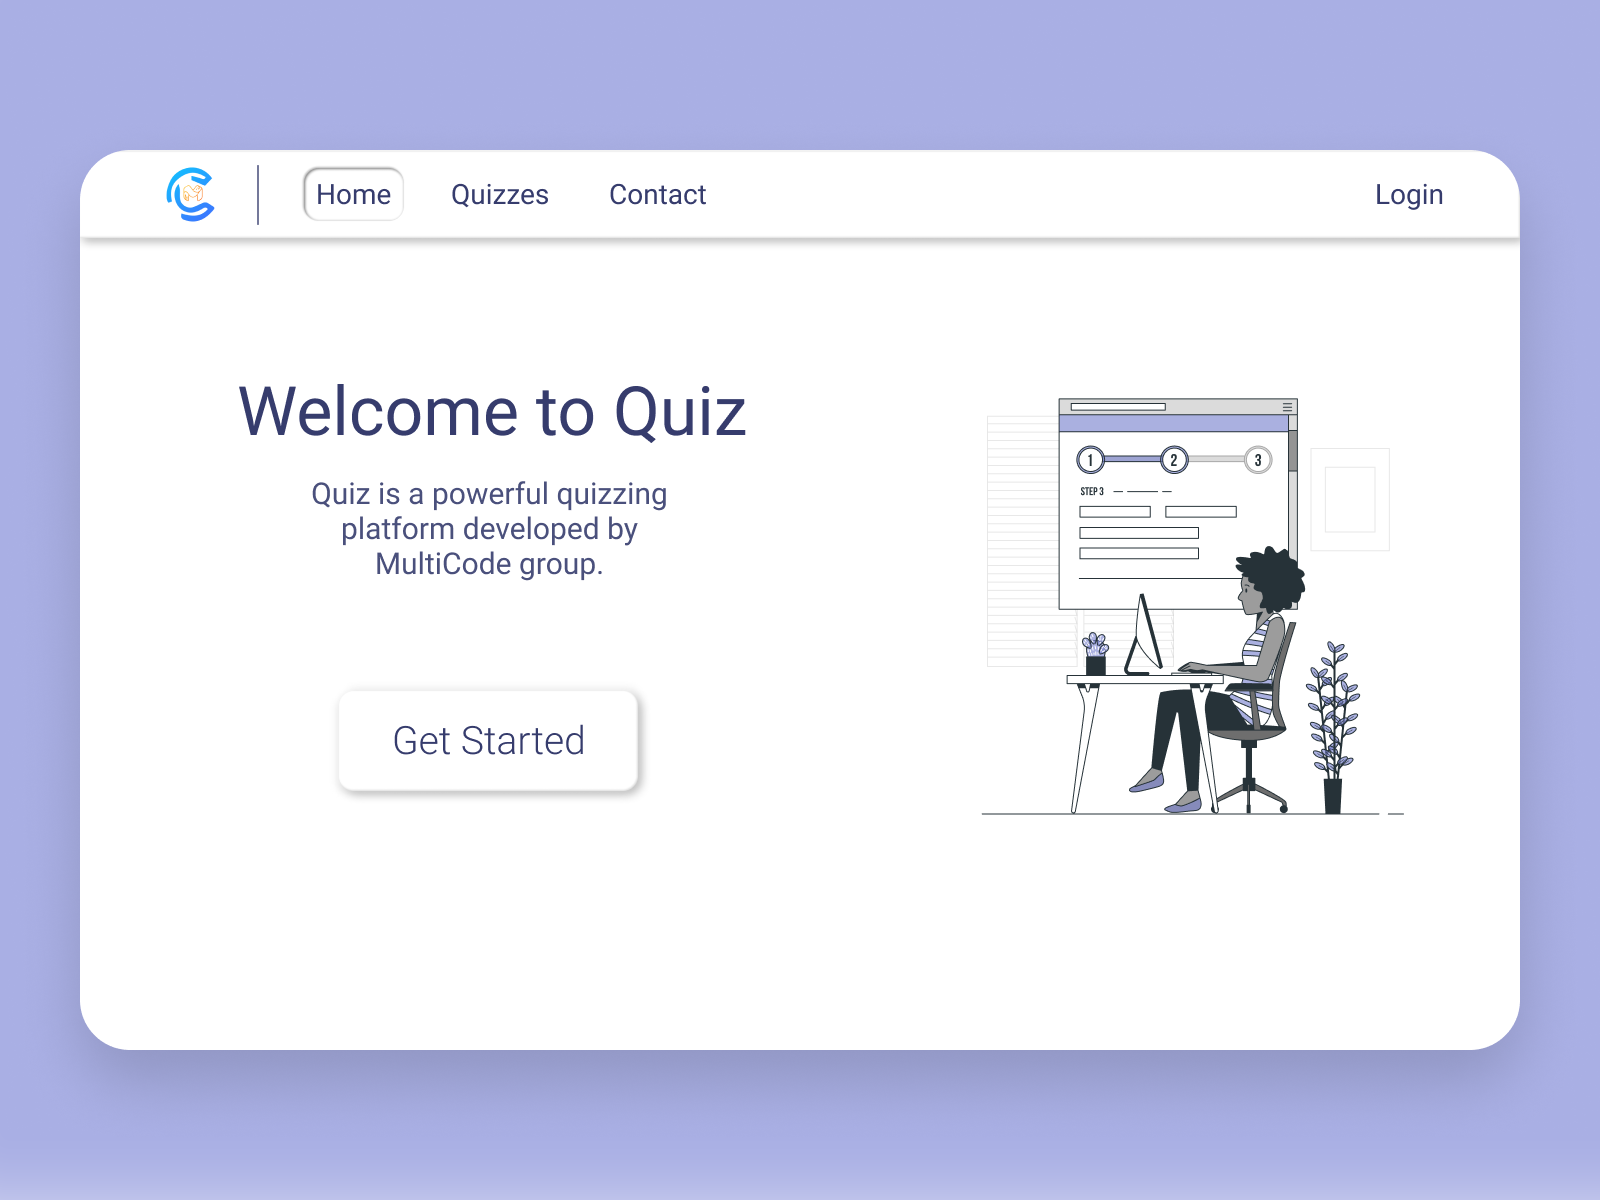 Home Quizzes Contact Login
Welcome to Quiz
Quiz is a powerful quizzing
platform developed by
MultiCode group.
Get Started
1 2 3
STEP 3